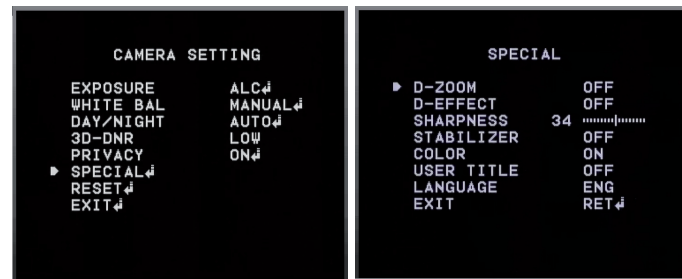 CAMERA SETTING
EXPOSURE ALC↲
WHITE BAL MANUAL↲
DAY/NIGHT AUTO↲
3D-DNR LOW
PRIVACY ON↲
SPECIAL↲
RESET↲
EXIT↲
SPECIAL
D-ZOOM OFF
D-EFFECT OFF
SHARPNESS 34
STABILIZER OFF
COLOR ON
USER TITLE OFF
LANGUAGE ENG
EXIT RET↲